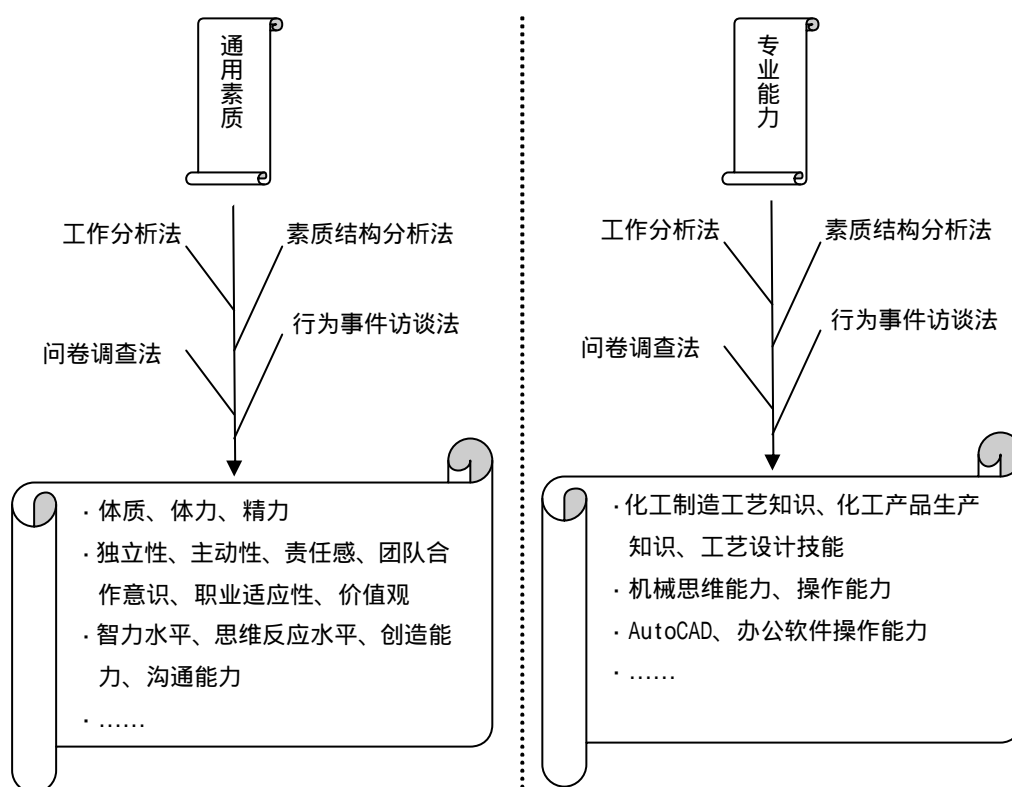 通用素质
工作分析法
素质结构分析法
问卷调查法
行为事件访谈法
· 体质、体力、精力
· 独立性、主动性、责任感、团队合
作意识、职业适应性、价值观
· 智力水平、思维反应水平、创造能
力、沟通能力
· ……
专业能力
工作分析法
素质结构分析法
问卷调查法
行为事件访谈法
· 化工制造工艺知识、化工产品生产
知识、工艺设计技能
· 机械思维能力、操作能力
· AutoCAD、办公软件操作能力
· ……